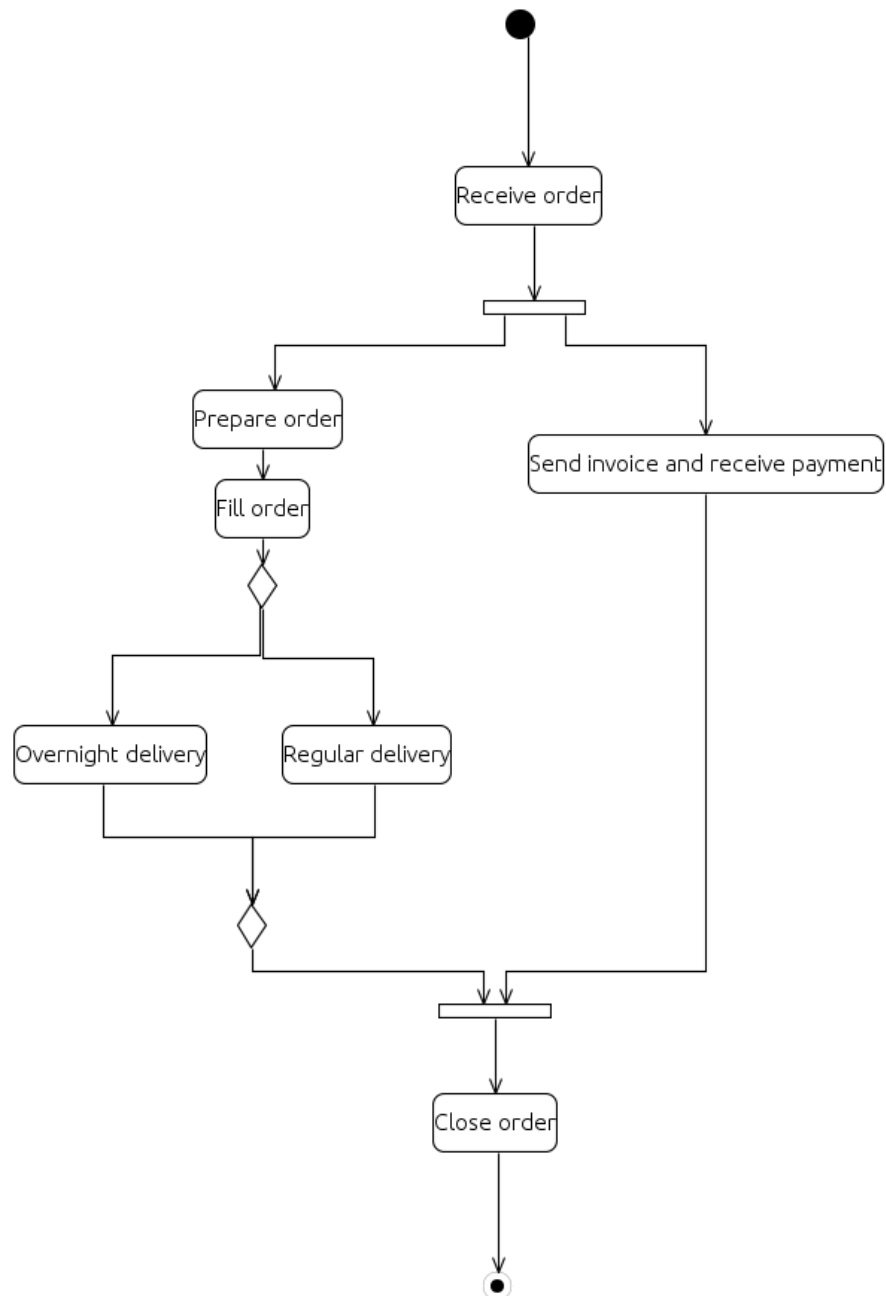 Receive order
Prepare order
Send invoice and receive payment
Fill order
Overnight delivery
Regular delivery
Close order